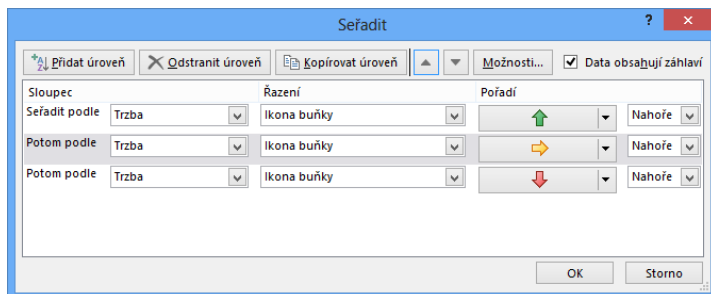 Seřadit
? ×
Přidat úroveň Odstranit úroveň Kopírovat úroveň Možnosti... Data obsahují záhlaví
Sloupec Řazení Pořadí
Seřadit podle Trzba Ikona buňky Nahoře
Potom podle Trzba Ikona buňky Nahoře
Potom podle Trzba Ikona buňky Nahoře
OK Storno